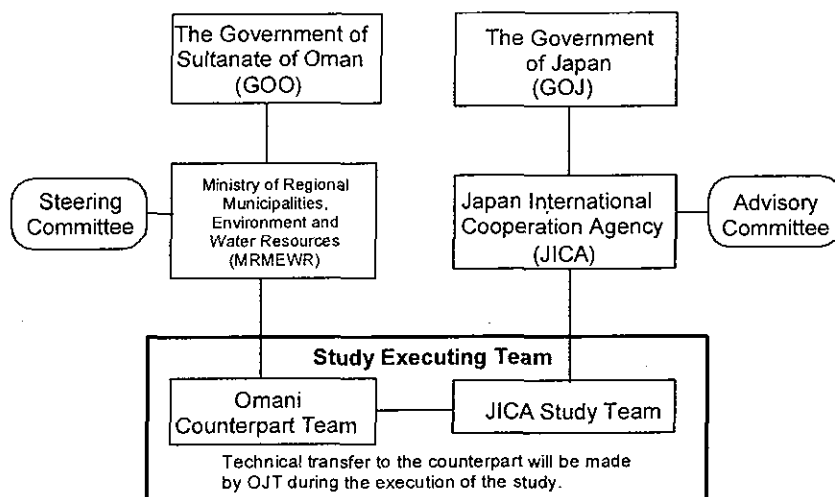 The Government of
Sultanate of Oman
(GOO)
The Government
of Japan
(GOJ)
Steering
Committee
Ministry of Regional
Municipalities,
Environment and
Water Resources
(MRMEWR)
Japan International
Cooperation Agency
(JICA)
Advisory
Committee
Study Executing Team
Omani
Counterpart Team
JICA Study Team
Technical transfer to the counterpart will be made
by OJT during the execution of the study.